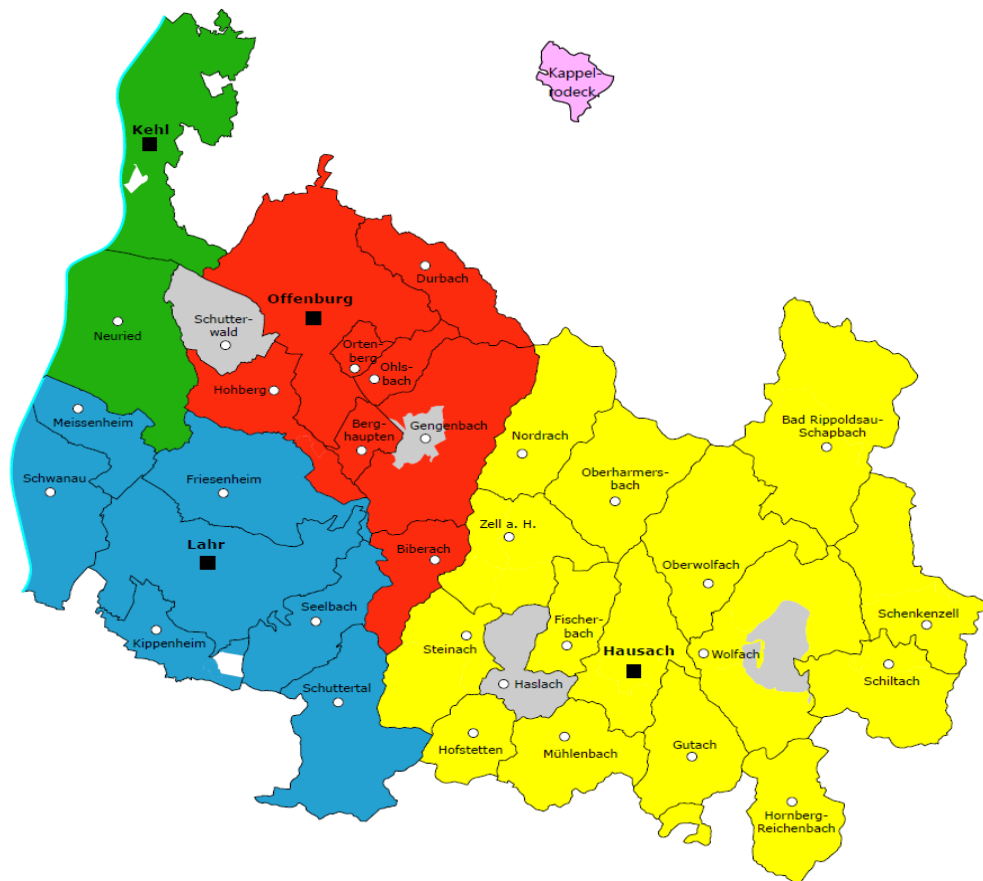 Kappel-
rodeck
Kehl
Durbach
Offenburg
Schutter-
wald
Neuried
Orten-
berg
Ohls-
bach
Hohberg
Meissenheim
Berg-
haupten
Gengenbach
Nordrach
Bad Rippoldsau-
Schapbach
Schwanau
Friesenheim
Oberharmers-
bach
Zell a. H.
Lahr
Biberach
Oberwolfach
Seelbach
Kippenheim
Steinach
Fischer-
bach
Hausach
Wolfach
Schenkenzell
Schiltach
Schuttertal
Haslach
Hofstetten
Mühlenbach
Gutach
Hornberg-
Reichenbach